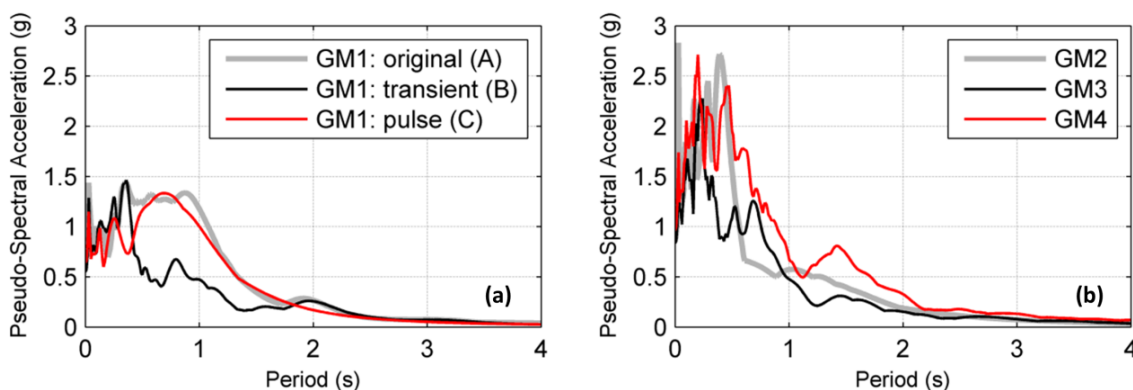 Pseudo-Spectral Acceleration (g)
3
2.5
2
1.5
1
0.5
0
GM1: original (A)
GM1: transient (B)
GM1: pulse (C)
(a)
0 1 2 3 4
Period (s)
Pseudo-Spectral Acceleration (g)
3
2.5
2
1.5
1
0.5
0
GM2
GM3
GM4
(b)
0 1 2 3 4
Period (s)